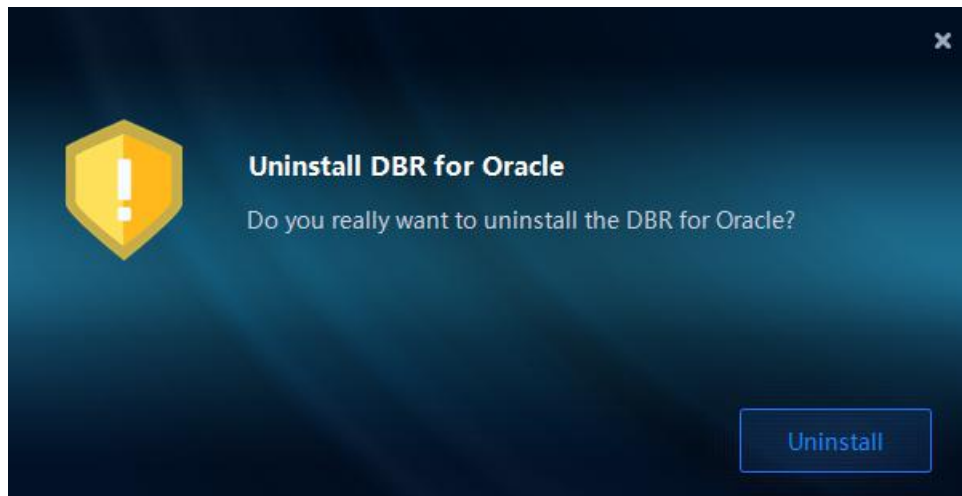 Uninstall DBR for Oracle
Do you really want to uninstall the DBR for Oracle?
Uninstall